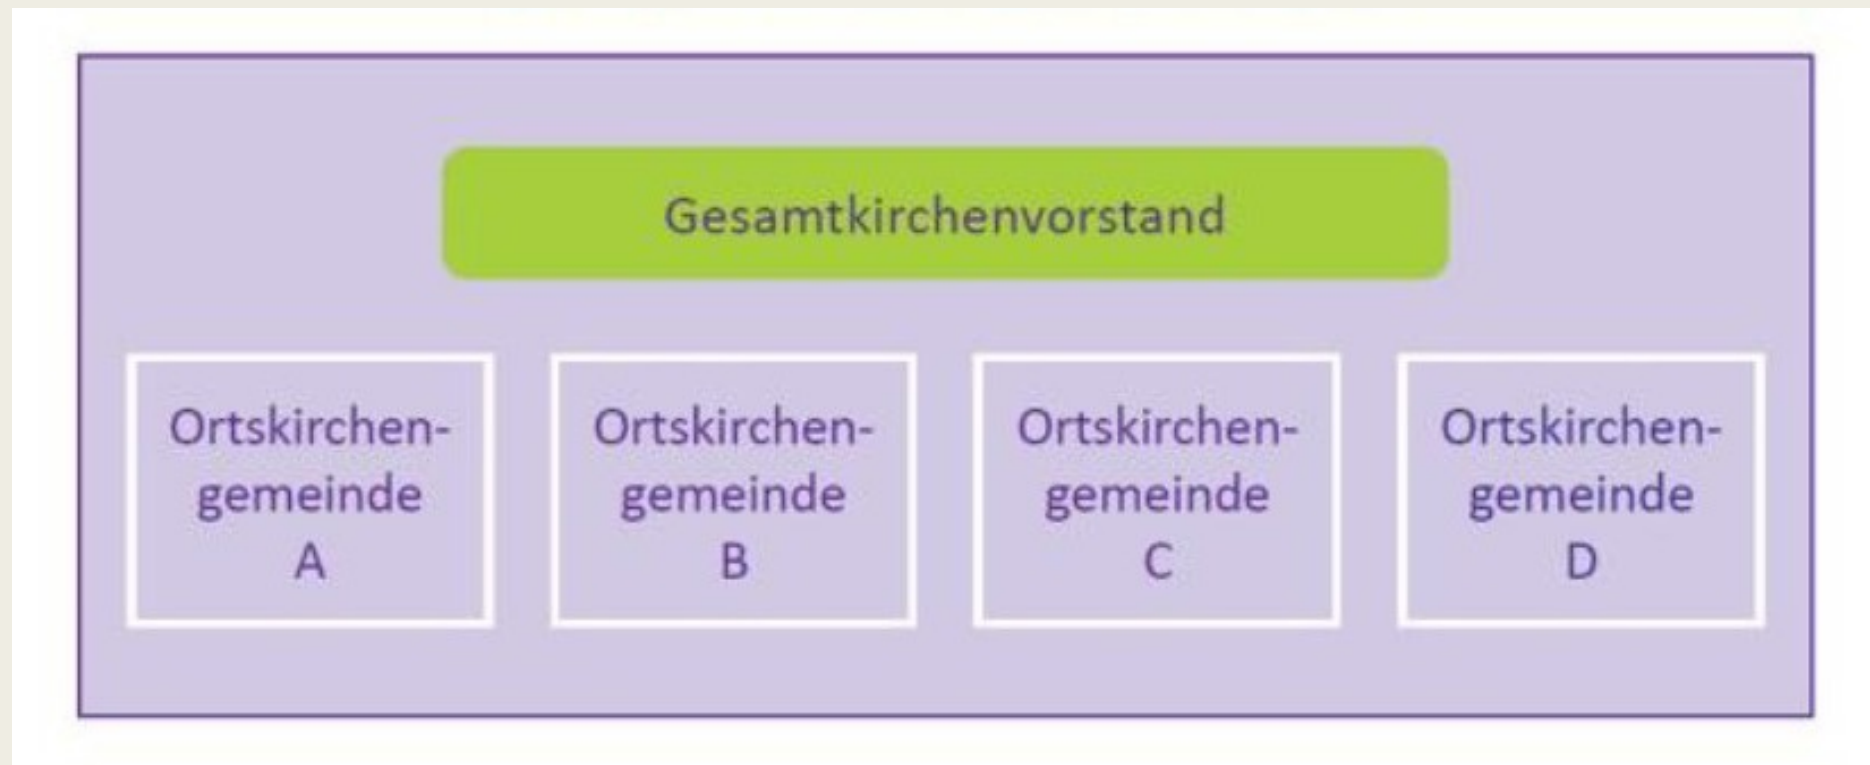 Gesamtkirchenvorstand
Ortskirchen-
gemeinde
A
Ortskirchen-
gemeinde
B
Ortskirchen-
gemeinde
C
Ortskirchen-
gemeinde
D